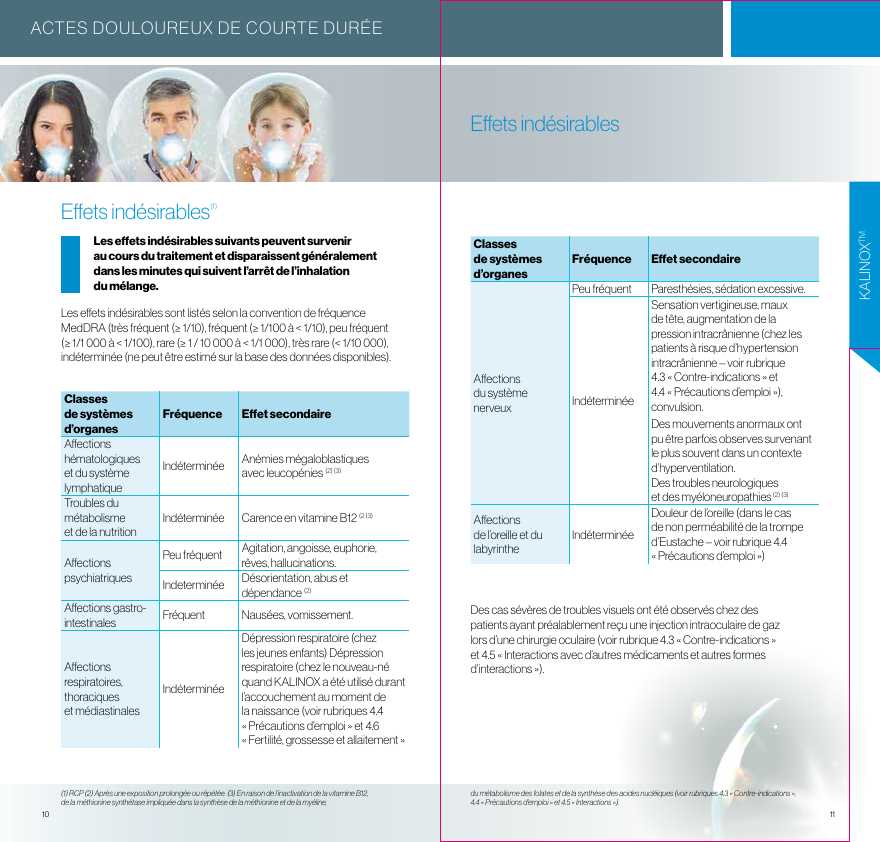 ACTES DOULOUREUX DE COURTE DURÉE
Effets indésirables(1)
Les effets indésirables suivants peuvent survenir
au cours du traitement et disparaissent généralement
dans les minutes qui suivent l'arrêt de l'inhalation
du mélange.
Les effets indésirables sont listés selon la convention de fréquence
MedDRA (très fréquent (≥ 1/10), fréquent (≥ 1/100 à < 1/10), peu fréquent
(≥ 1/1 000 à < 1/100), rare (≥ 1 / 10 000 à < 1/1 000), très rare (< 1/10 000),
indéterminée (ne peut être estimé sur la base des données disponibles).
Classes
de systèmes
d'organes
Fréquence
Effet secondaire
Affections
hématologiques
et du système
lymphatique
Indéterminée
Anémies mégaloblastiques
avec leucopénies (2) (3)
Troubles du
métabolisme
et de la nutrition
Indéterminée
Carence en vitamine B12 (2) (3)
Affections
psychiatriques
Peu fréquent
Agitation, angoisse, euphorie,
rêves, hallucinations.
Indeterminée
Désorientation, abus et
dépendance (2)
Affections gastro-
intestinales
Fréquent
Nausées, vomissement.
Affections
respiratoires,
thoraciques
et médiastinales
Indéterminée
Dépression respiratoire (chez
les jeunes enfants) Dépression
respiratoire (chez le nouveau-né
quand KALINOX a été utilisé durant
l'accouchement au moment de
la naissance (voir rubriques 4.4
« Précautions d'emploi » et 4.6
« Fertilité, grossesse et allaitement »
(1) RCP (2) Après une exposition prolongée ou répétée. (3) En raison de l'inactivation de la vitamine B12,
de la méthionine synthétase impliquée dans la synthèse de la méthionine et de la myéline,
10
Effets indésirables
KALINOX™
Classes
de systèmes
d'organes
Fréquence
Effet secondaire
Affections
du système
nerveux
Peu fréquent
Paresthésies, sédation excessive.
Indéterminée
Sensation vertigineuse, maux
de tête, augmentation de la
pression intracrânienne (chez les
patients à risque d'hypertension
intracrânienne – voir rubrique
4.3 « Contre-indications » et
4.4 « Précautions d'emploi »),
convulsion.
Des mouvements anormaux ont
pu être parfois observes survenant
le plus souvent dans un contexte
d'hyperventilation.
Des troubles neurologiques
et des myéloneuropathies (2) (3)
Affections
de l'oreille et du
labyrinthe
Indéterminée
Douleur de l'oreille (dans le cas
de non perméabilité de la trompe
d'Eustache – voir rubrique 4.4
« Précautions d'emploi »)
Des cas sévères de troubles visuels ont été observés chez des
patients ayant préalablement reçu une injection intraoculaire de gaz
lors d'une chirurgie oculaire (voir rubrique 4.3 « Contre-indications »
et 4.5 « Interactions avec d'autres médicaments et autres formes
d'interactions »).
du métabolisme des folates et de la synthèse des acides nucléiques (voir rubriques 4.3 « Contre-indications »,
4.4 « Précautions d'emploi » et 4.5 « Interactions »).
11